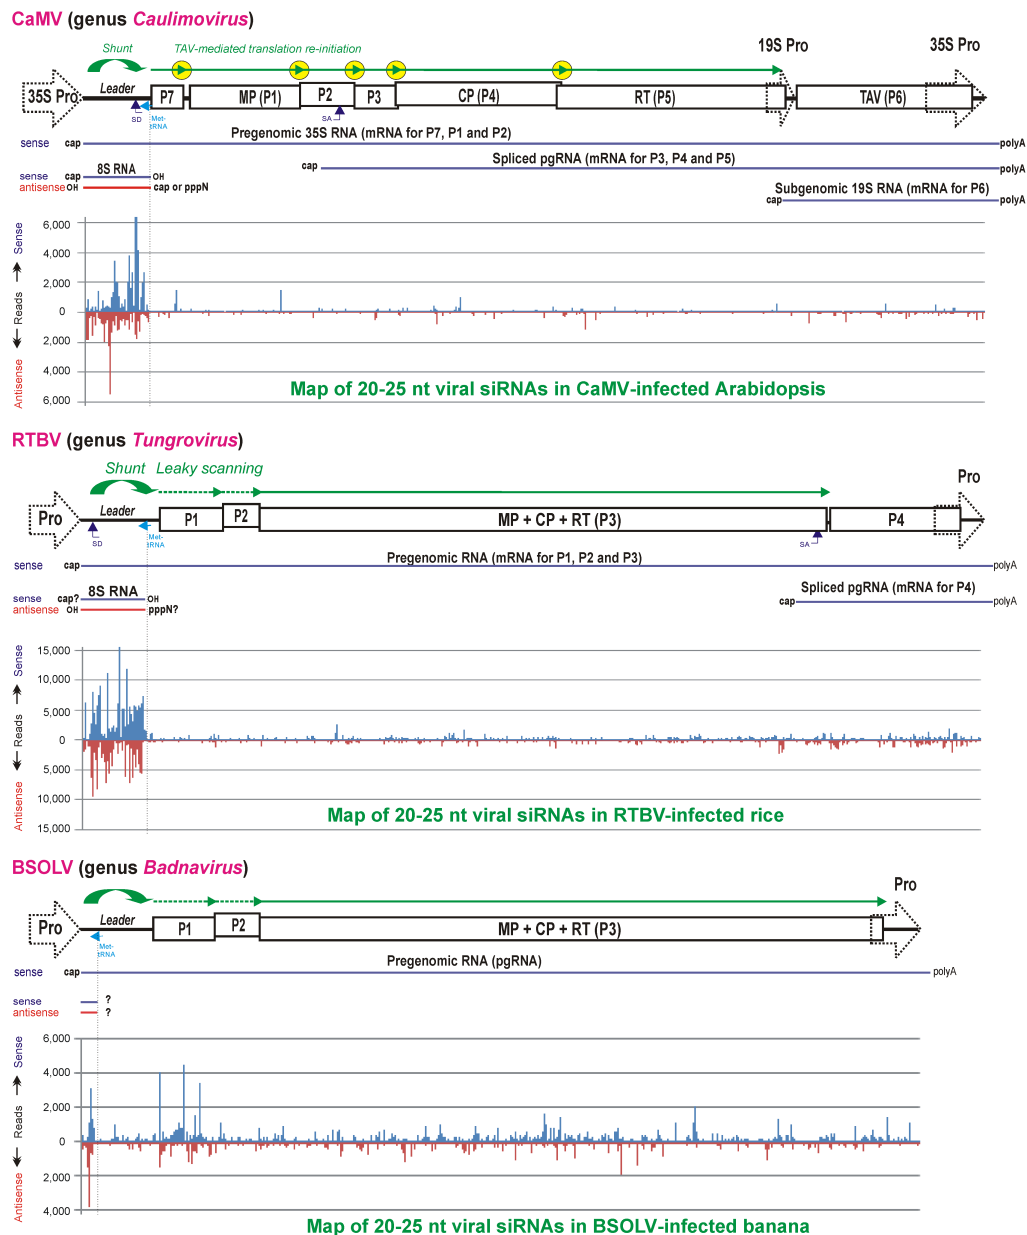 CaMV (genus Caulimovirus)
Shunt
TAV-mediated translation re-initiation
19S Pro
35S Pro
35S Pro
Leader
P7
MP (P1)
P2
P3
CP (P4)
RT (P5)
TAV (P6)
SD
Met-
tRNA
SA
Pregenomic 35S RNA (mRNA for P7, P1 and P2)
sense
cap
polyA
Spliced pgRNA (mRNA for P3, P4 and P5)
cap
polyA
8S RNA
sense
cap
OH
antisense
OH
cap or pppN
Subgenomic 19S RNA (mRNA for P6)
cap
polyA
6,000
4,000
2,000
0
2,000
4,000
6,000
Antisense
Reads
Sense
Map of 20-25 nt viral siRNAs in CaMV-infected Arabidopsis
RTBV (genus Tungrovirus)
Shunt
Leaky scanning
Pro
Pro
Leader
P1
P2
MP + CP + RT (P3)
P4
SD
Met-
tRNA
SA
Pregenomic RNA (mRNA for P1, P2 and P3)
sense
cap
polyA
8S RNA
sense
cap?
OH
antisense
OH
pppN?
Spliced pgRNA (mRNA for P4)
cap
polyA
15,000
10,000
5,000
0
5,000
10,000
15,000
Antisense
Reads
Sense
Map of 20-25 nt viral siRNAs in RTBV-infected rice
BSOLV (genus Badnavirus)
Pro
Pro
Leader
P1
P2
MP + CP + RT (P3)
Met-
tRNA
Pregenomic RNA (pgRNA)
sense
cap
polyA
sense
?
antisense
?
6,000
4,000
2,000
0
2,000
4,000
Antisense
Reads
Sense
Map of 20-25 nt viral siRNAs in BSOLV-infected banana